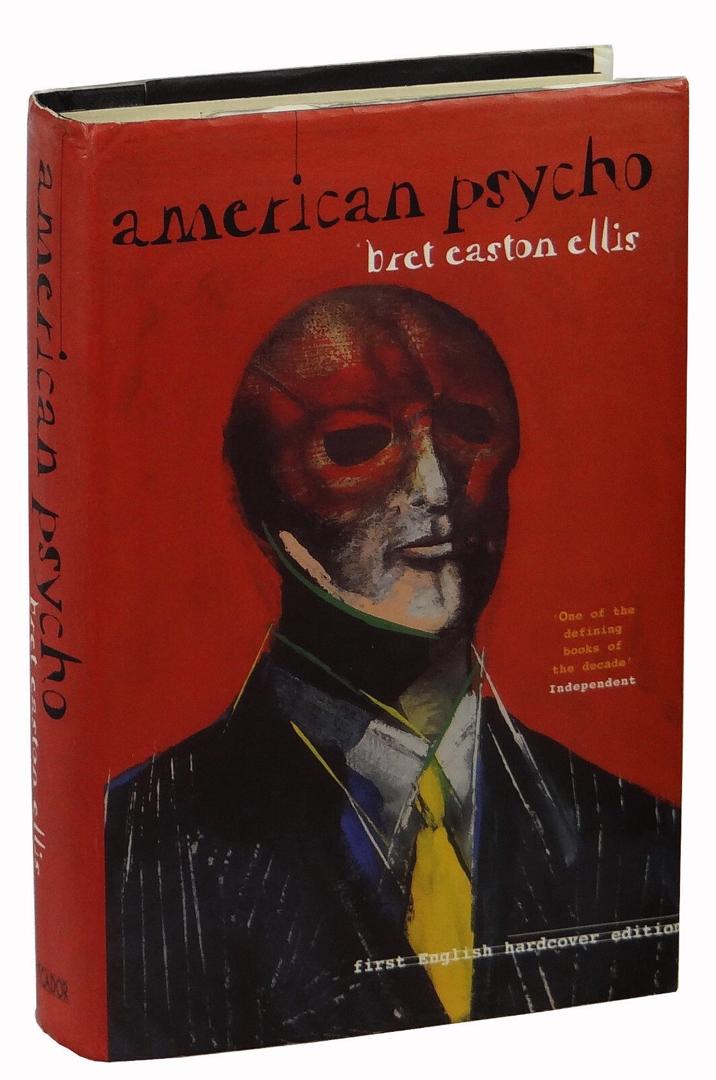 american psycho
bret easton ellis
american psycho
bret easton ellis
'One of the
defining
books of
the decade'
Independent
first English hardcover edition